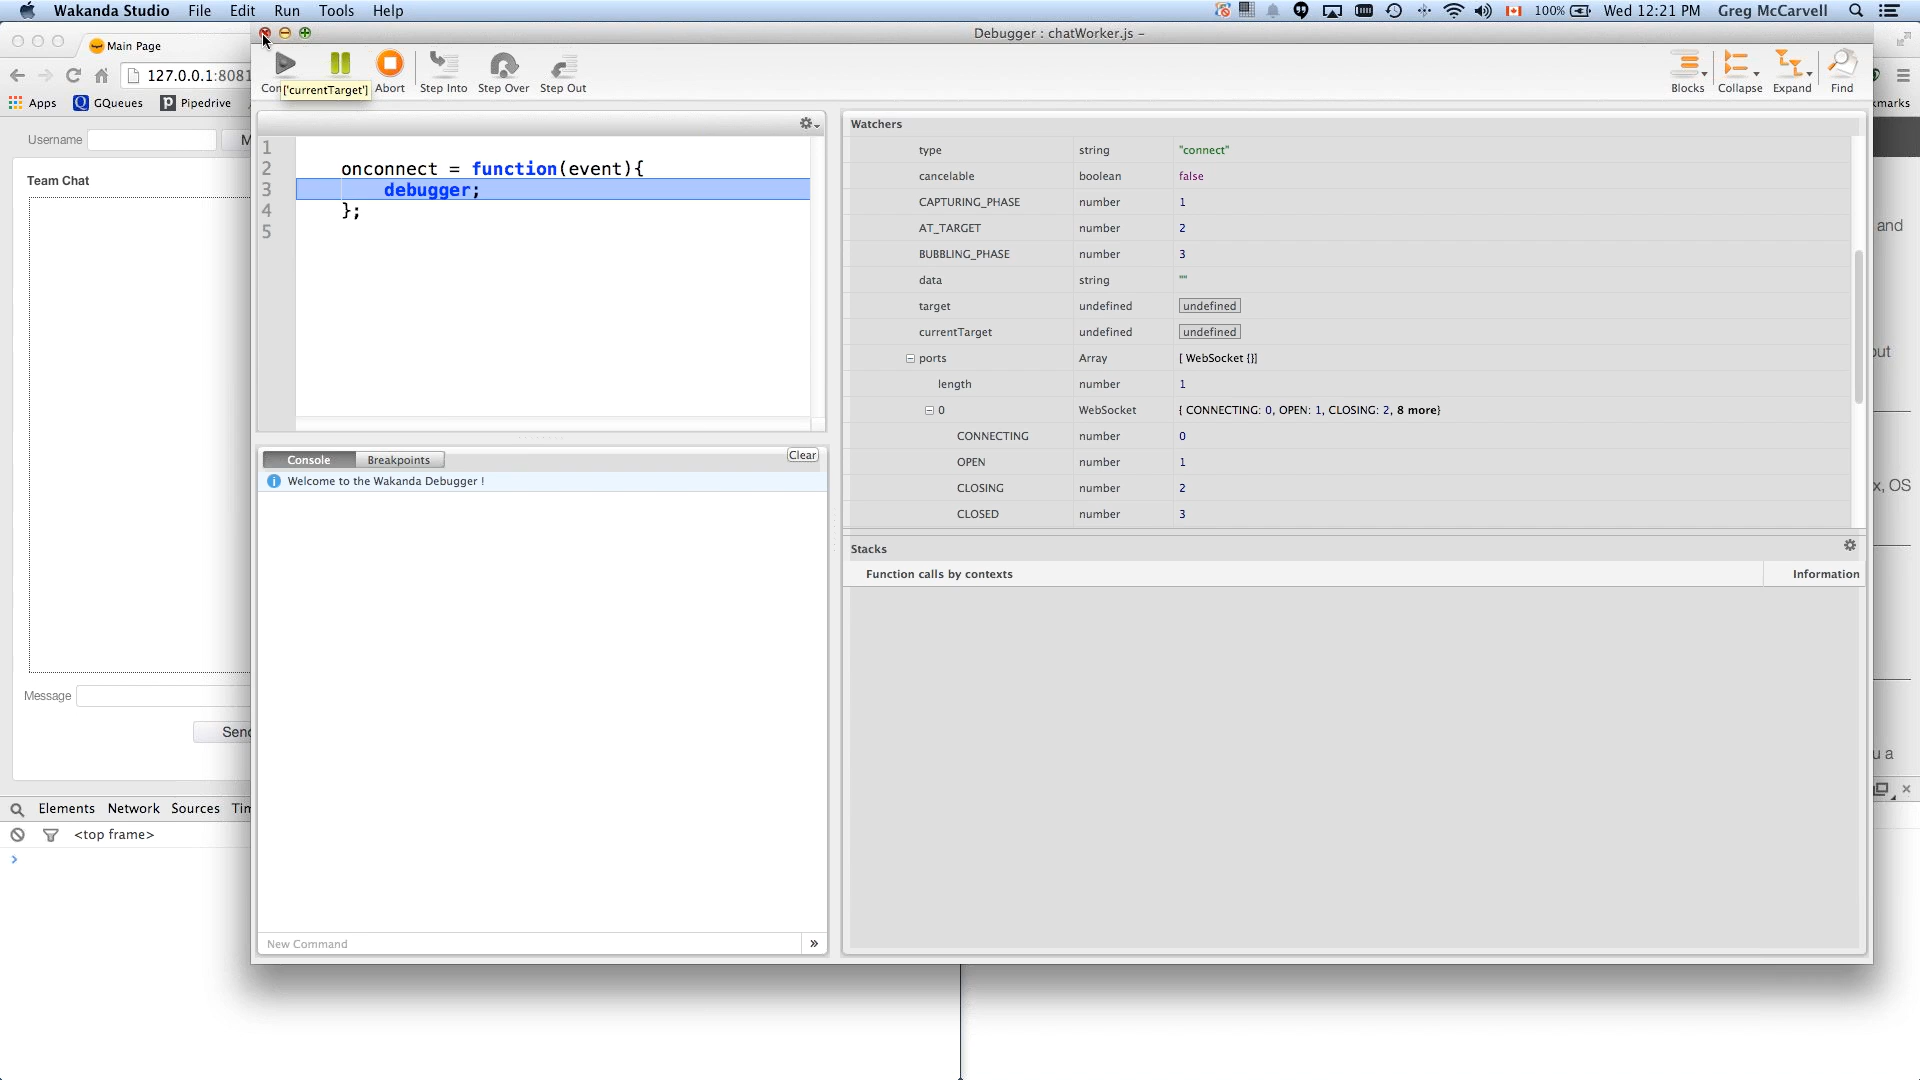 Wakanda Studio File Edit Run Tools Help
100% Wed 12:21 PM Greg McCarvell
Main Page
127.0.0.1:8081
Apps GQueues Pipedrive
Debugger : chatWorker.js –
Con
['currentTarget']
Abort Step Into Step Over Step Out
Blocks Collapse Expand Find
Username
M
Team Chat
Message
Send
Elements Network Sources Tim
<top frame>
1
2 onconnect = function(event){
3 debugger;
4 };
5
Console Breakpoints Clear
Welcome to the Wakanda Debugger !
New Command »
Watchers
type string "connect"
cancelable boolean false
CAPTURING_PHASE number 1
AT_TARGET number 2
BUBBLING_PHASE number 3
data string ""
target undefined undefined
currentTarget undefined undefined
ports Array [ WebSocket {}]
length number 1
0 WebSocket { CONNECTING: 0, OPEN: 1, CLOSING: 2, 8 more}
CONNECTING number 0
OPEN number 1
CLOSING number 2
CLOSED number 3
Stacks
Function calls by contexts Information
kmarks
and
out
x, OS
u a